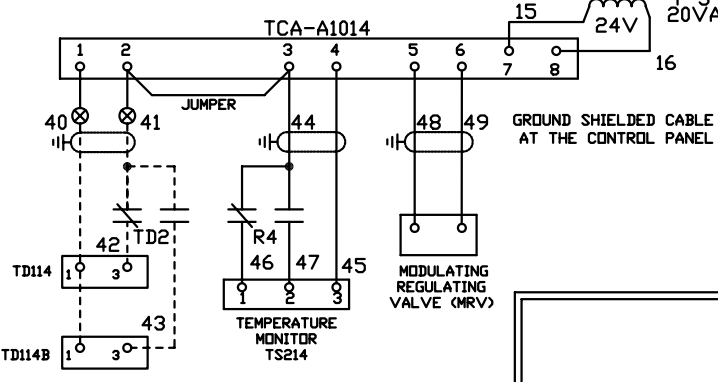 15
24V
20VA
TCA-A1014
1 2 3 4 5 6 7 8
16
JUMPER
40 41 44 48 49
GROUND SHIELDED CABLE
AT THE CONTROL PANEL
TD2 R4
42 46 47 45
TD114 1 3
1 2 3
MODULATING
REGULATING
VALVE (MRV)
43
TEMPERATURE
MONITOR
TS214
TD114B 1 3